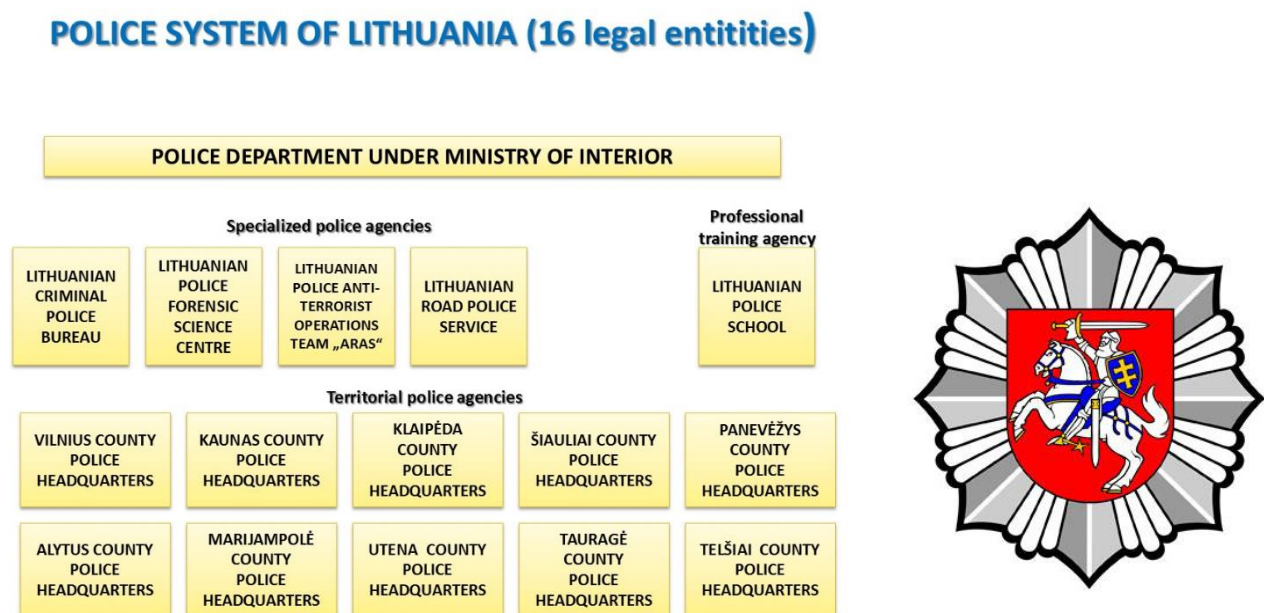 POLICE SYSTEM OF LITHUANIA (16 legal entitities)
POLICE DEPARTMENT UNDER MINISTRY OF INTERIOR
Specialized police agencies
Professional
training agency
LITHUANIAN
CRIMINAL
POLICE
BUREAU
LITHUANIAN
POLICE
FORENSIC
SCIENCE
CENTRE
LITHUANIAN
POLICE ANTI-
TERRORIST
OPERATIONS
TEAM „ARAS“
LITHUANIAN
ROAD POLICE
SERVICE
LITHUANIAN
POLICE
SCHOOL
Territorial police agencies
VILNIUS COUNTY
POLICE
HEADQUARTERS
KAUNAS COUNTY
POLICE
HEADQUARTERS
KLAIPĖDA
COUNTY
POLICE
HEADQUARTERS
ŠIAULIAI COUNTY
POLICE
HEADQUARTERS
PANEVĖŽYS
COUNTY
POLICE
HEADQUARTERS
ALYTUS COUNTY
POLICE
HEADQUARTERS
MARIJAMPOLĖ
COUNTY
POLICE
HEADQUARTERS
UTENA COUNTY
POLICE
HEADQUARTERS
TAURAGĖ
COUNTY
POLICE
HEADQUARTERS
TELŠIAI COUNTY
POLICE
HEADQUARTERS